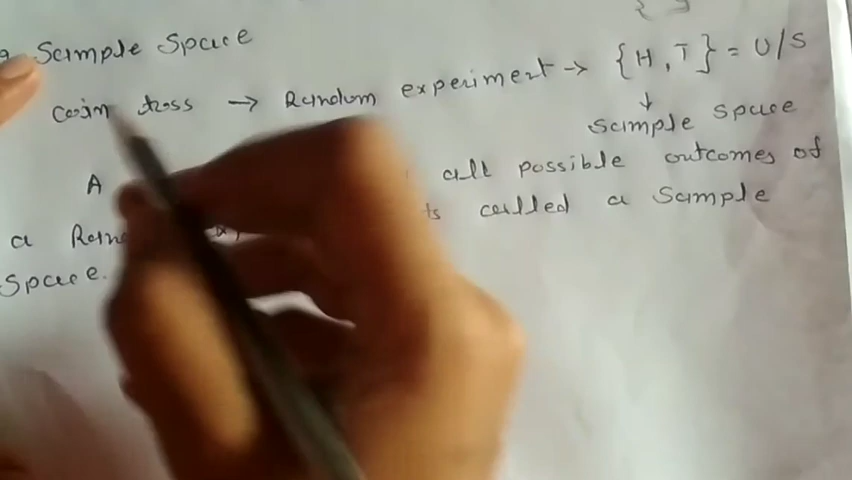 Sample Space
Coin toss → Random experiment → {H, T} = U/S
↓
Sample space
A all possible outcomes of
a called a Sample
Space.